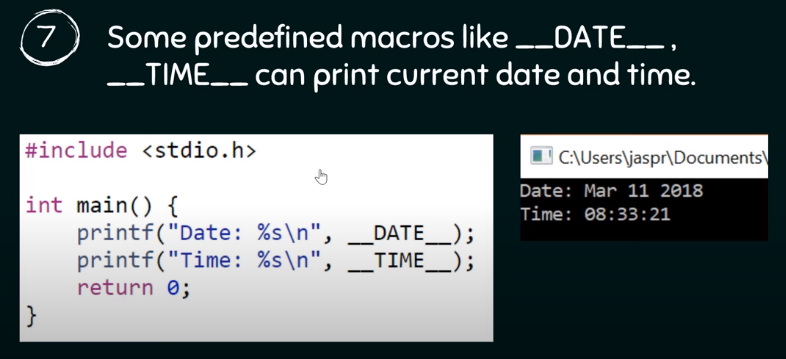 7
Some predefined macros like __DATE__ ,
__TIME__ can print current date and time.
#include <stdio.h>
int main() {
printf("Date: %s\n", __DATE__);
printf("Time: %s\n", __TIME__);
return 0;
}
C:\Users\jaspr\Documents\
Date: Mar 11 2018
Time: 08:33:21